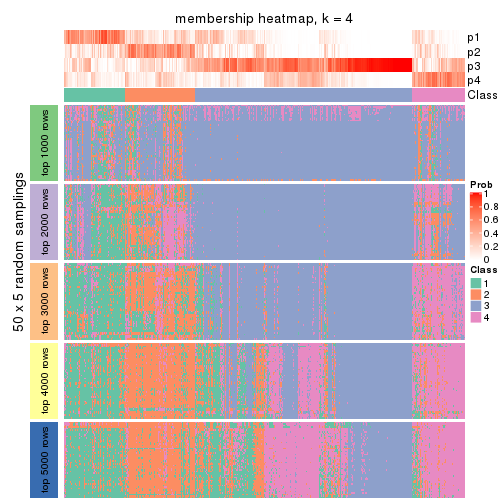 membership heatmap, k = 4
p1
p2
p3
p4
Class
50 x 5 random samplings
top 1000 rows
top 2000 rows
top 3000 rows
top 4000 rows
top 5000 rows
Prob
1
0.8
0.6
0.4
0.2
0
Class
1
2
3
4